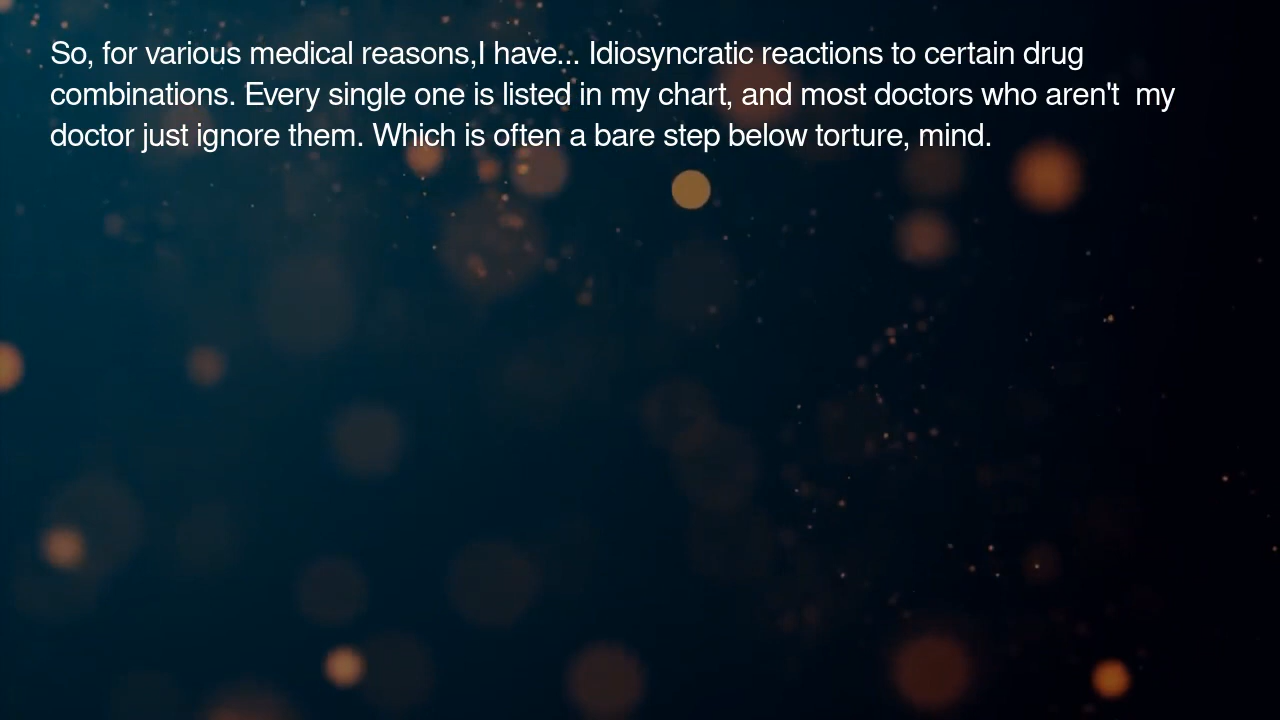 So, for various medical reasons,I have... Idiosyncratic reactions to certain drug
combinations. Every single one is listed in my chart, and most doctors who aren't  my
doctor just ignore them. Which is often a bare step below torture, mind.